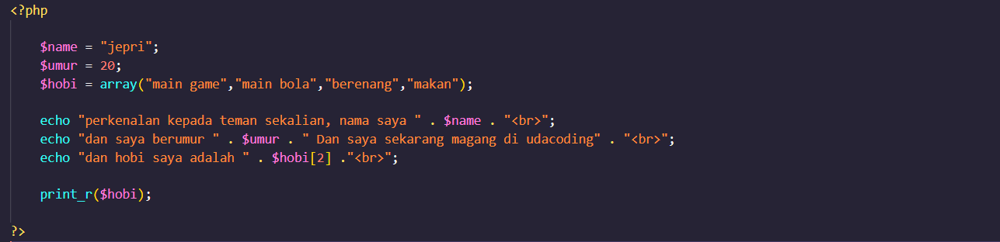 <?php
$name = "jepri";
$umur = 20;
$hobi = array("main game","main bola","berenang","makan");
echo "perkenalan kepada teman sekalian, nama saya " . $name . "<br>";
echo "dan saya berumur " . $umur . " Dan saya sekarang magang di udacoding" . "<br>";
echo "dan hobi saya adalah " . $hobi[2] ."<br>";
print_r($hobi);
?>